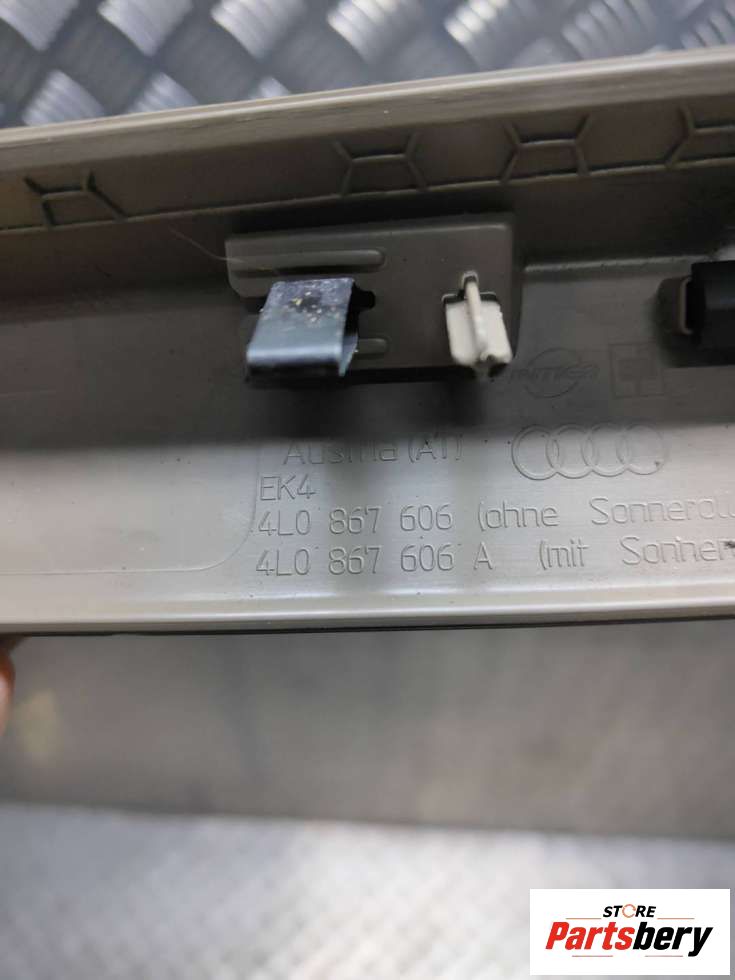 Austria (AT)
EK4
4L0 867 606 (ohne
4L0 867 606 A (mit
STORE
Partsbery